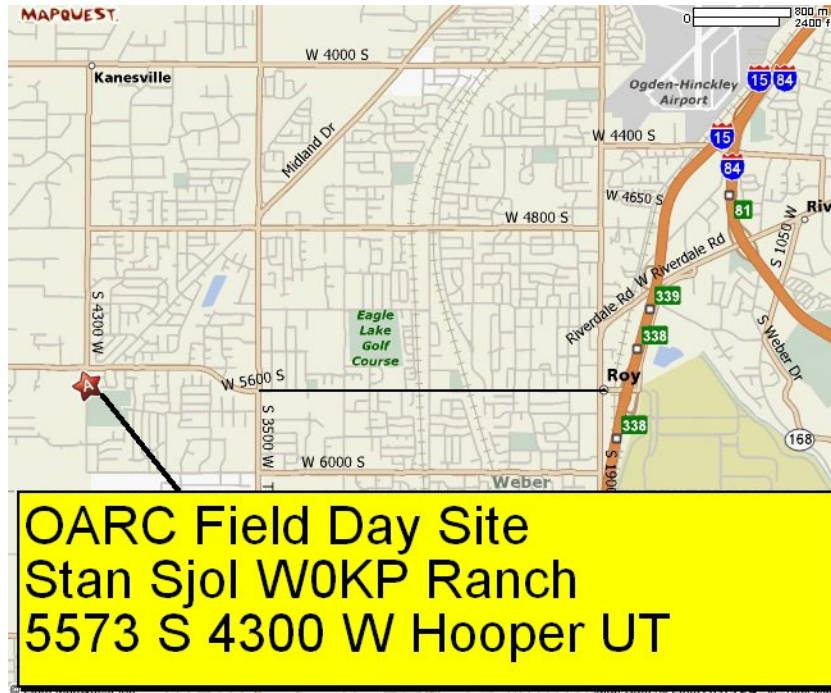 MAPQUEST.
0
800 m
2400 f
W 4000 S
Kanesville
15
84
Ogden-Hinckley
Airport
Midland Dr
W 4400 S
15
84
W 4650 S
81
Riv
W 4800 S
S 1050 W
W Riverdale Rd
Riverdale Rd
339
S 4300 W
Eagle
Lake
Golf
Course
338
S Weber Dr
A
W 5600 S
Roy
S 3500 W
338
168
W 6000 S
S 1900
Weber
OARC Field Day Site
Stan Sjol W0KP Ranch
5573 S 4300 W Hooper UT